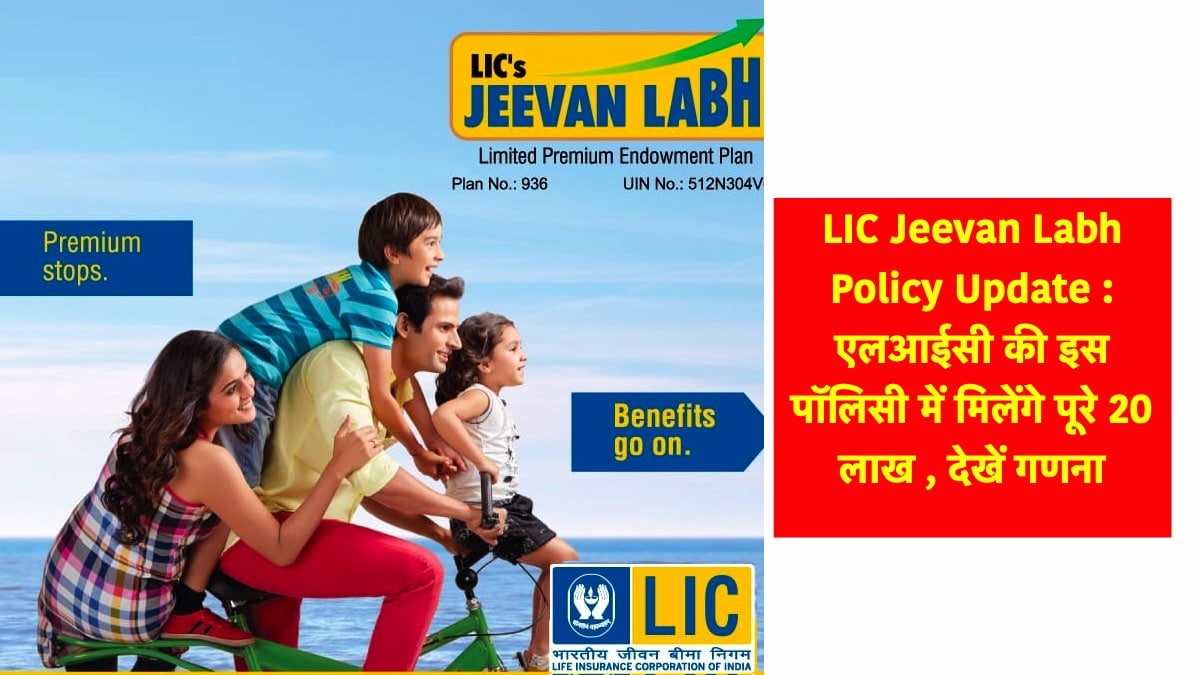 LIC's
JEEVAN LABH
Limited Premium Endowment Plan
Plan No.: 936 UIN No.: 512N304V
Premium
stops.
Benefits
go on.
LIC
भारतीय जीवन बीमा निगम
LIFE INSURANCE CORPORATION OF INDIA
LIC Jeevan Labh
Policy Update :
एलआईसी की इस
पॉलिसी में मिलेंगे पूरे 20
लाख , देखें गणना